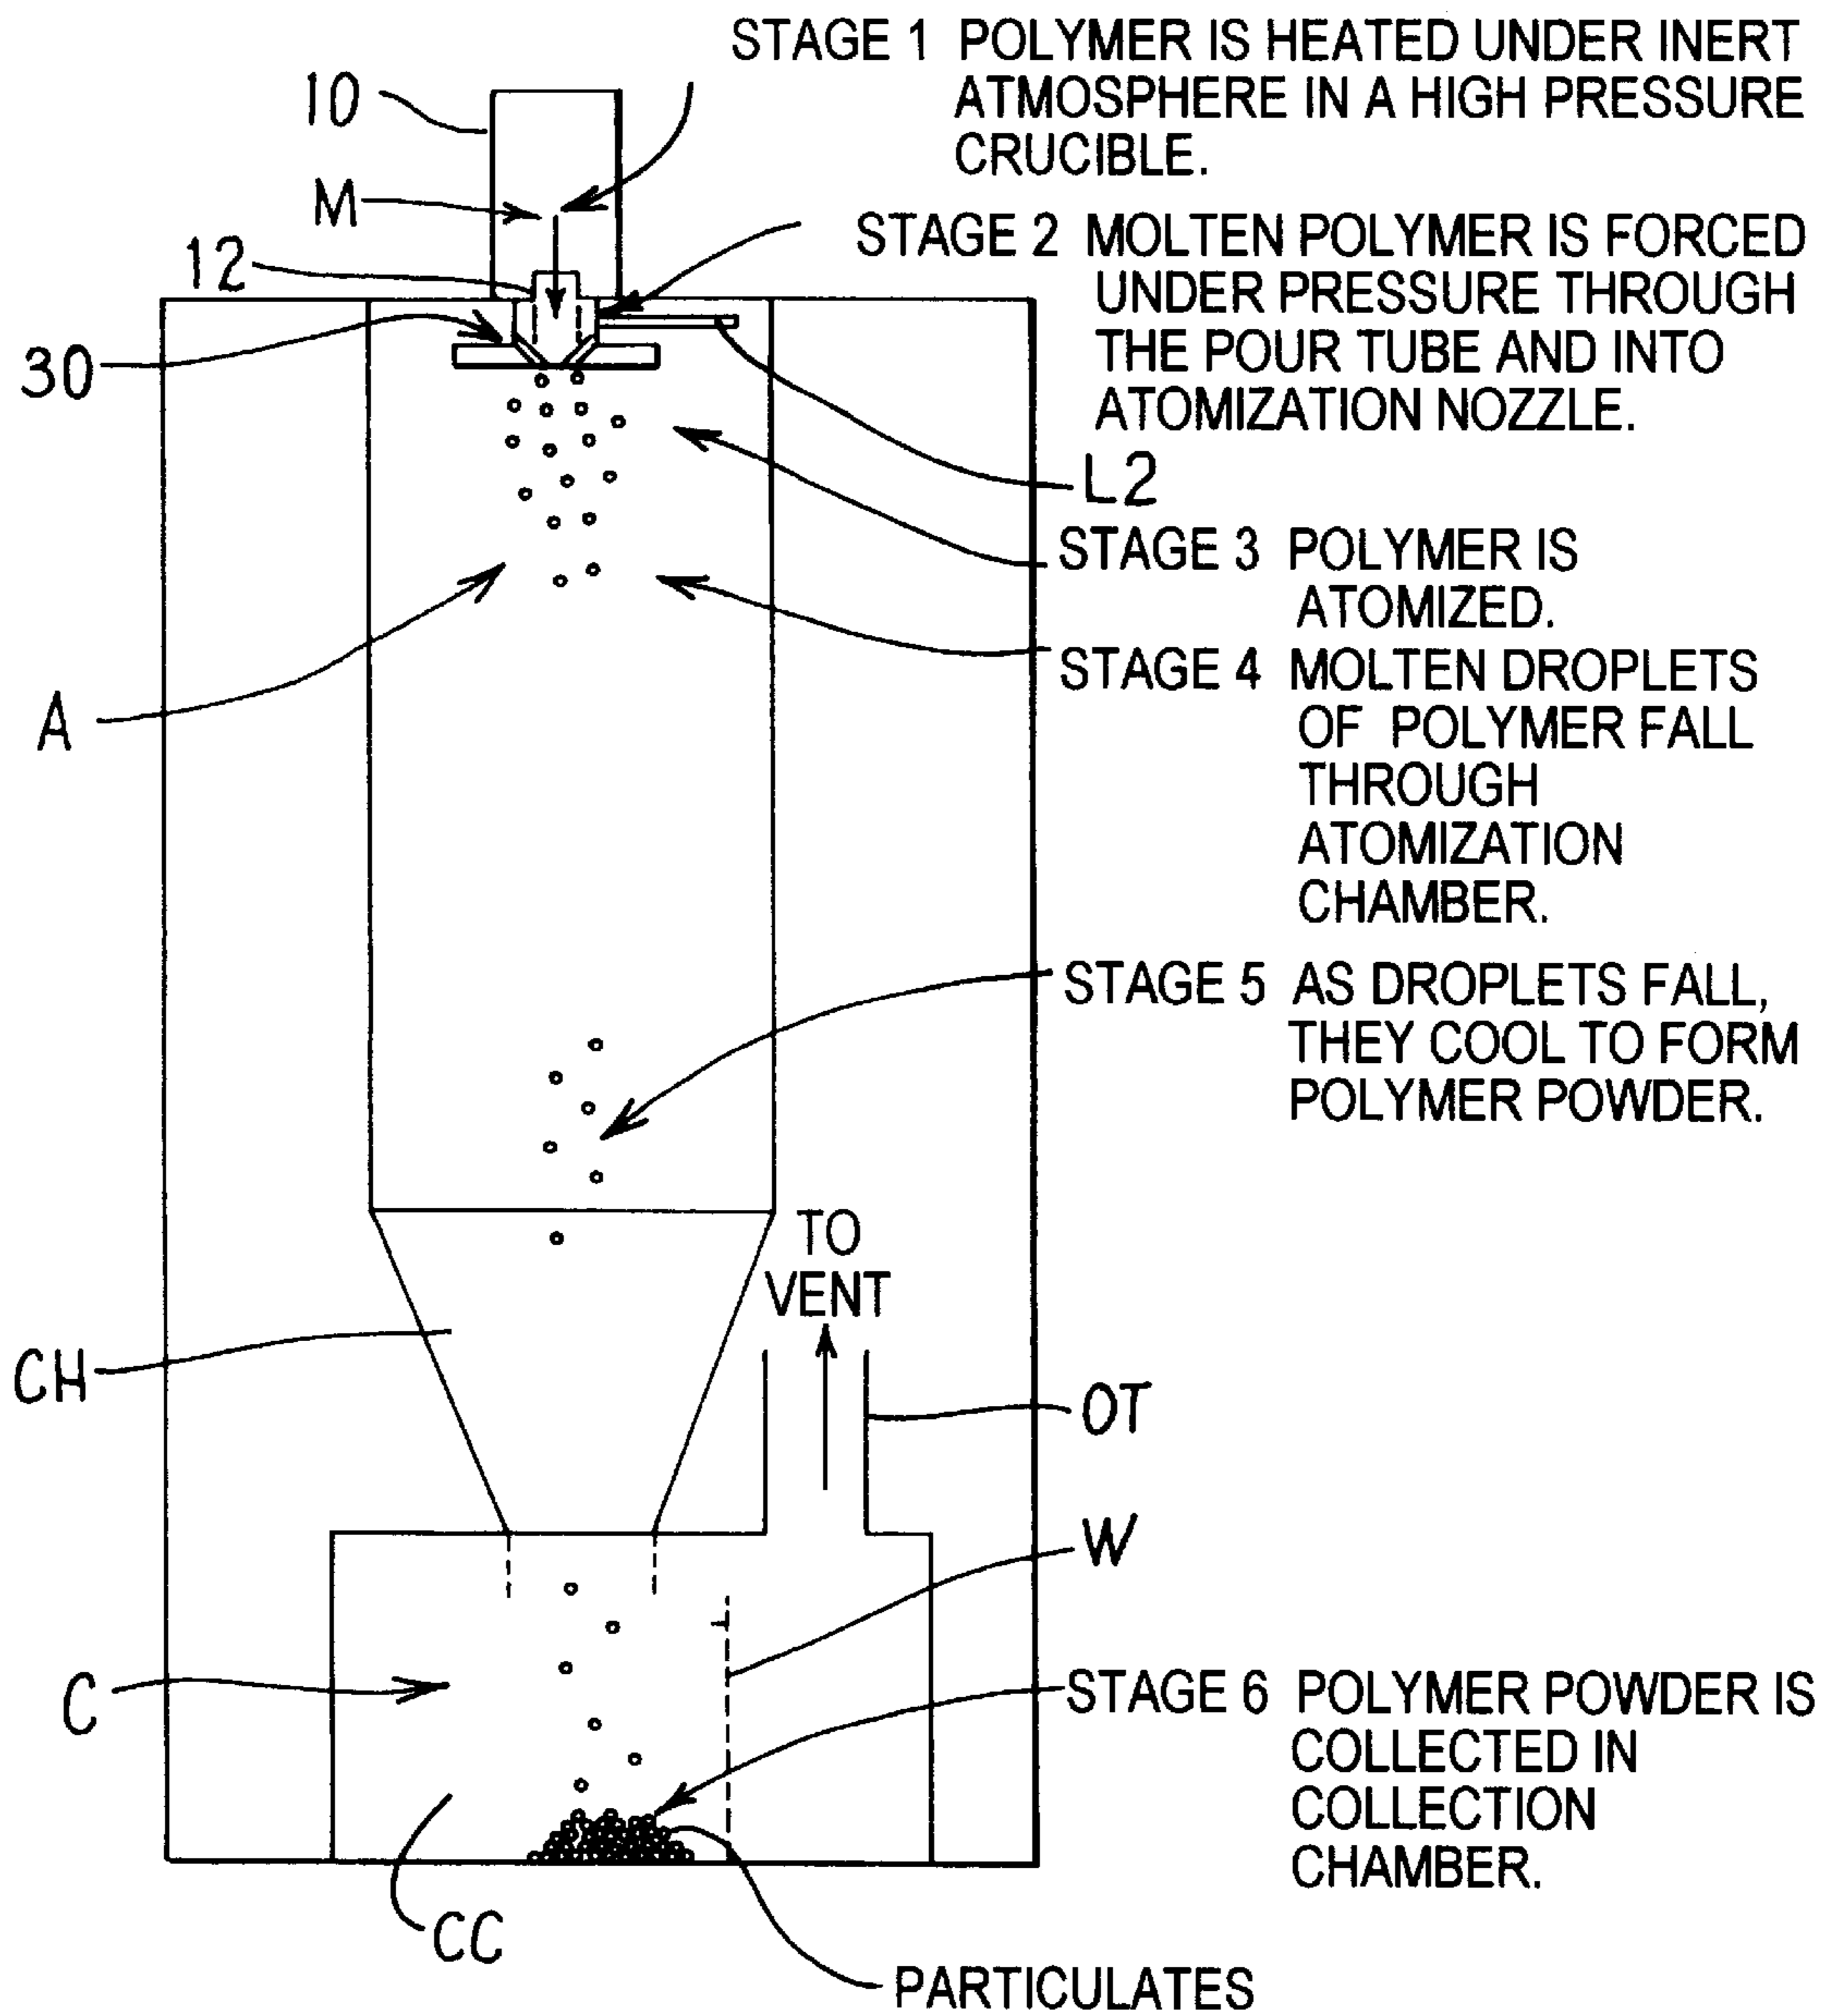 STAGE 1 POLYMER IS HEATED UNDER INERT
ATMOSPHERE IN A HIGH PRESSURE
CRUCIBLE.
10
M
12
30
STAGE 2 MOLTEN POLYMER IS FORCED
UNDER PRESSURE THROUGH
THE POUR TUBE AND INTO
ATOMIZATION NOZZLE.
L2
STAGE 3 POLYMER IS
ATOMIZED.
A
STAGE 4 MOLTEN DROPLETS
OF POLYMER FALL
THROUGH
ATOMIZATION
CHAMBER.
STAGE 5 AS DROPLETS FALL,
THEY COOL TO FORM
POLYMER POWDER.
TO
VENT
CH
OT
W
C
STAGE 6 POLYMER POWDER IS
COLLECTED IN
COLLECTION
CHAMBER.
CC
PARTICULATES